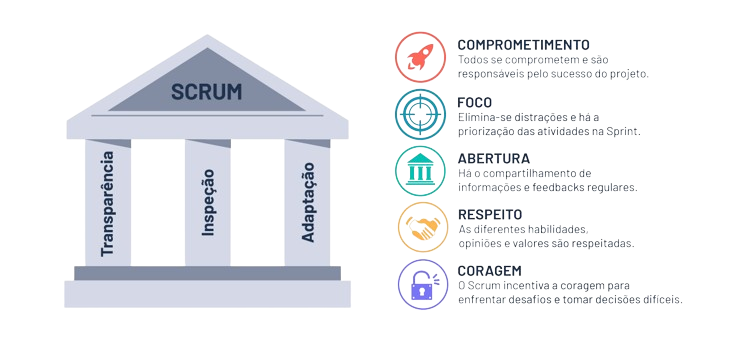 SCRUM
Transparência
Inspeção
Adaptação
COMPROMETIMENTO
Todos se comprometem e são
responsáveis pelo sucesso do projeto.
FOCO
Elimina-se distrações e há a
priorização das atividades na Sprint.
ABERTURA
Há o compartilhamento de
informações e feedbacks regulares.
RESPEITO
As diferentes habilidades,
opiniões e valores são respeitadas.
CORAGEM
O Scrum incentiva a coragem para
enfrentar desafios e tomar decisões difíceis.